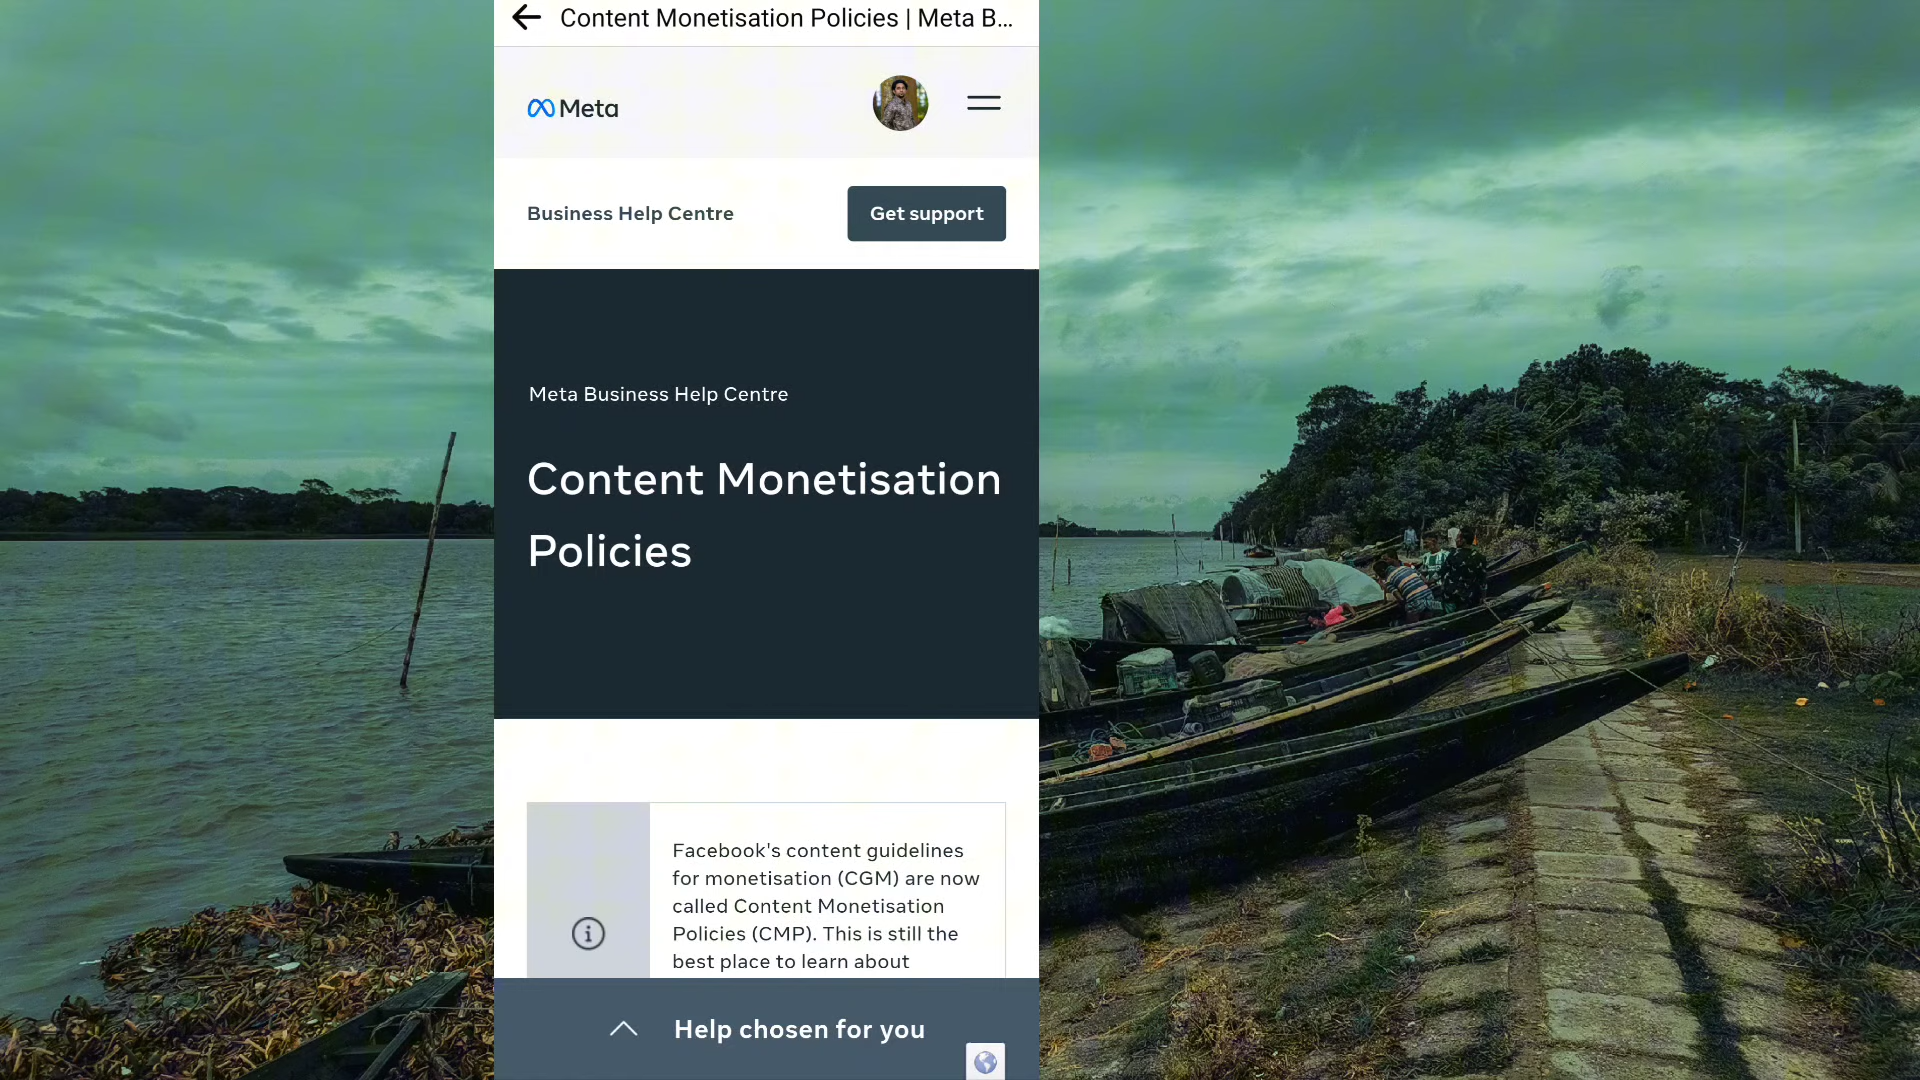 Content Monetisation Policies | Meta B...
Meta
Business Help Centre
Get support
Meta Business Help Centre
Content Monetisation
Policies
Facebook's content guidelines
for monetisation (CGM) are now
called Content Monetisation
Policies (CMP). This is still the
best place to learn about
Help chosen for you